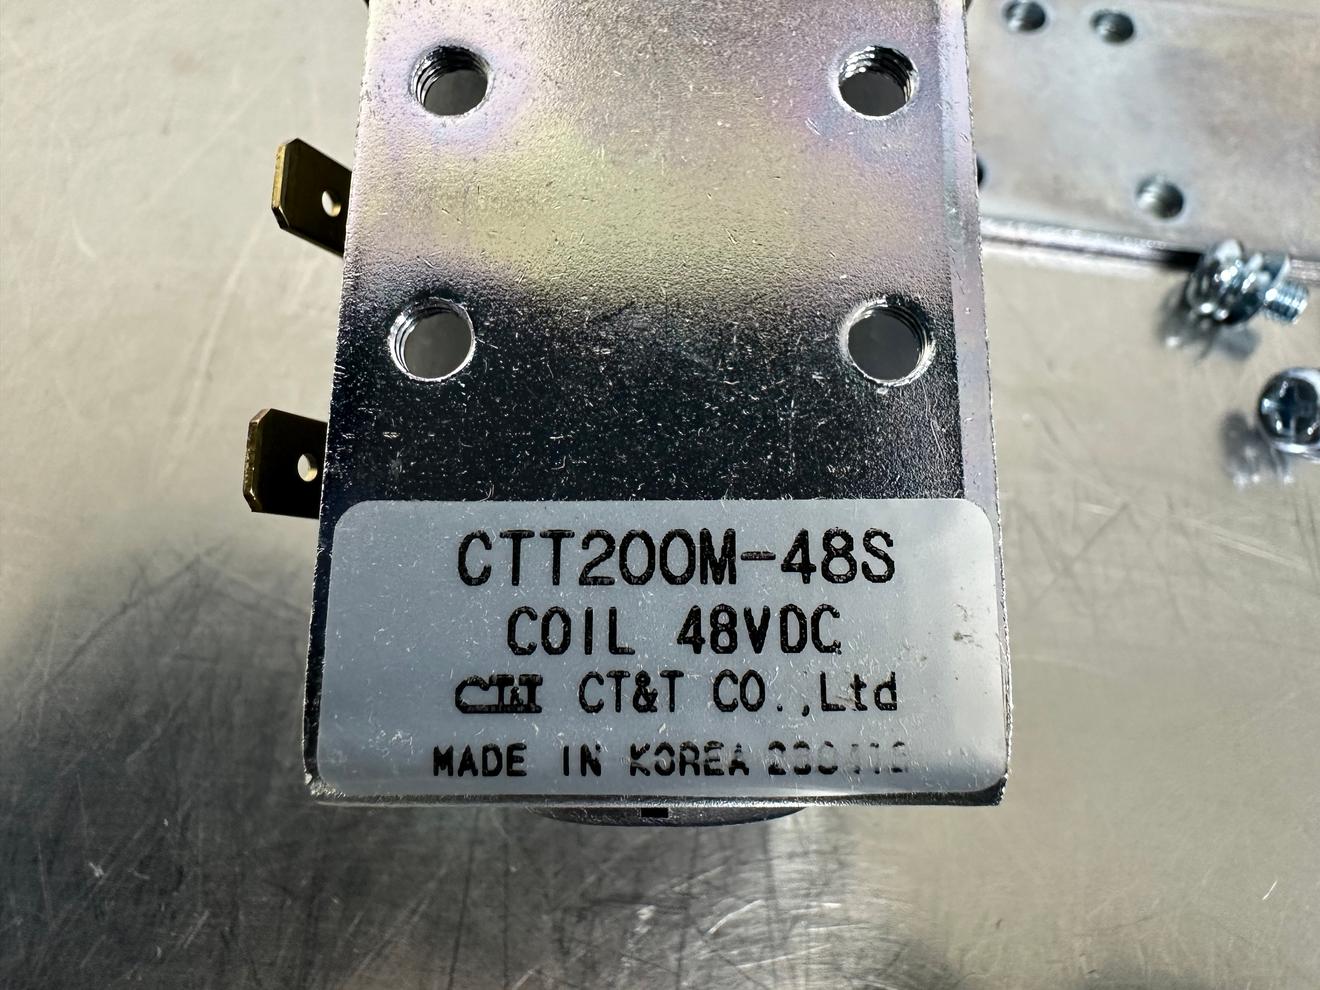 CTT200M-48S
COIL 48VDC
CT&T CT&T CO.,Ltd
MADE IN KOREA